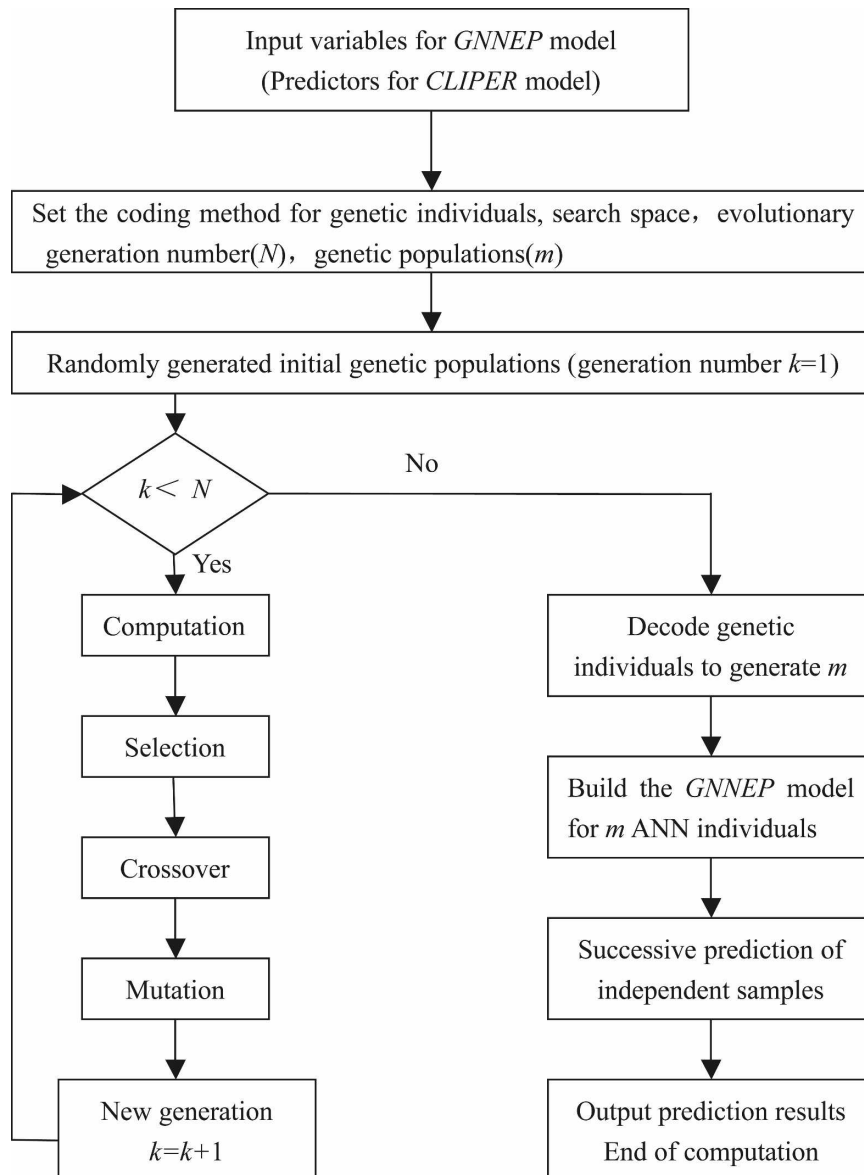 Input variables for GNNEP model
(Predictors for CLIPER model)
Set the coding method for genetic individuals, search space，evolutionary
generation number(N)，genetic populations(m)
Randomly generated initial genetic populations (generation number k=1)
k＜ N
No
Yes
Computation
Selection
Crossover
Mutation
New generation
k=k+1
Decode genetic
individuals to generate m
Build the GNNEP model
for m ANN individuals
Successive prediction of
independent samples
Output prediction results
End of computation